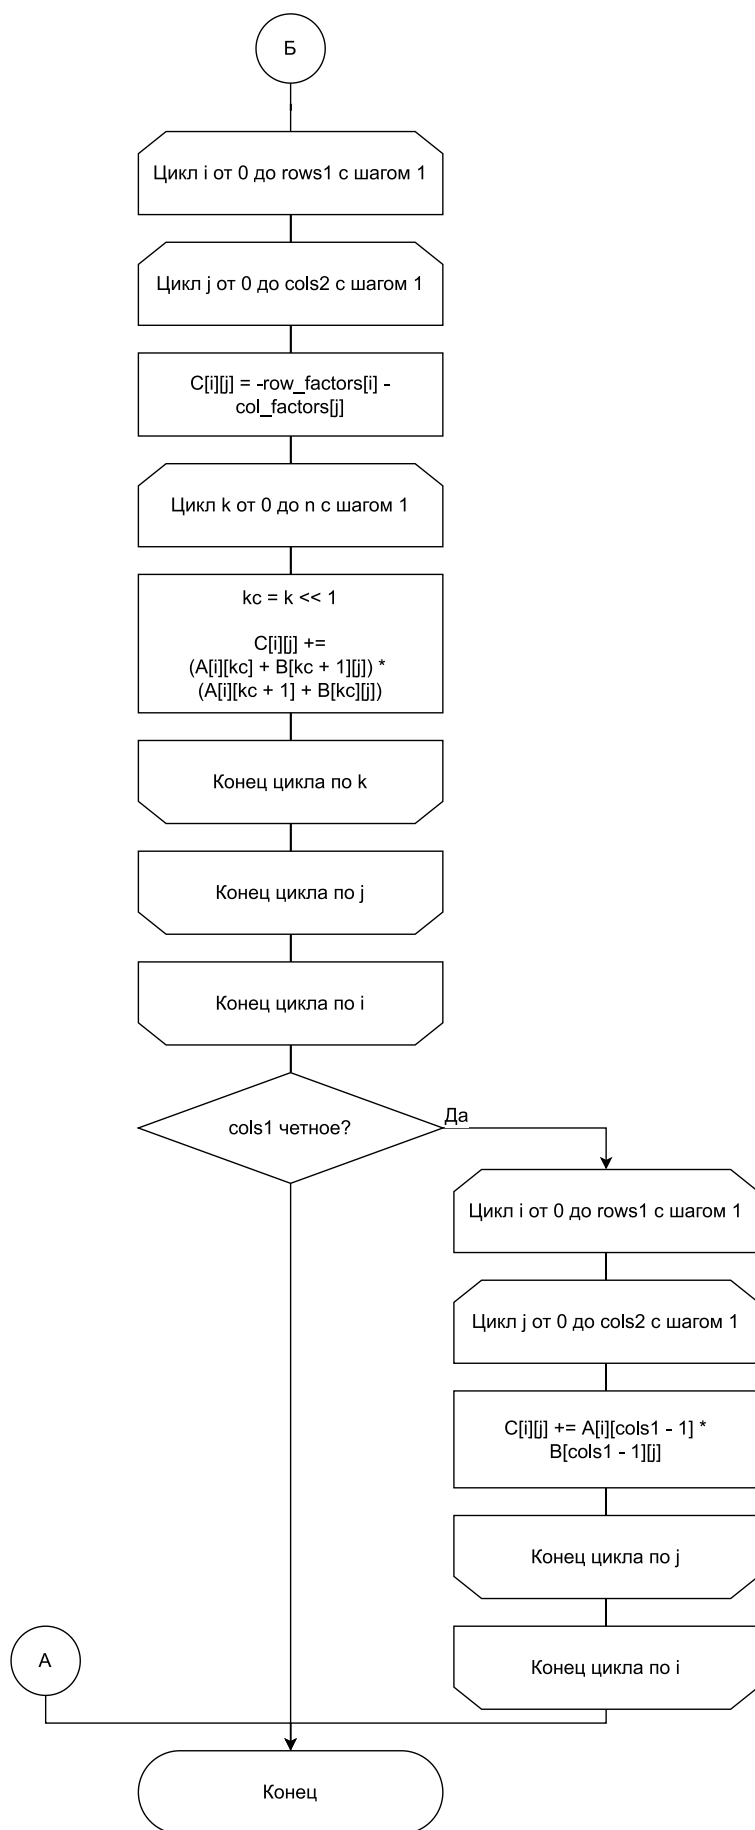 Б
Цикл i от 0 до rows1 с шагом 1
Цикл j от 0 до cols2 с шагом 1
C[i][j] = -row_factors[i] -
col_factors[j]
Цикл k от 0 до n с шагом 1
kc = k << 1
C[i][j] +=
(A[i][kc] + B[kc + 1][j]) *
(A[i][kc + 1] + B[kc][j])
Конец цикла по k
Конец цикла по j
Конец цикла по i
cols1 четное?
Да
Цикл i от 0 до rows1 с шагом 1
Цикл j от 0 до cols2 с шагом 1
C[i][j] += A[i][cols1 - 1] *
B[cols1 - 1][j]
Конец цикла по j
Конец цикла по i
А
Конец